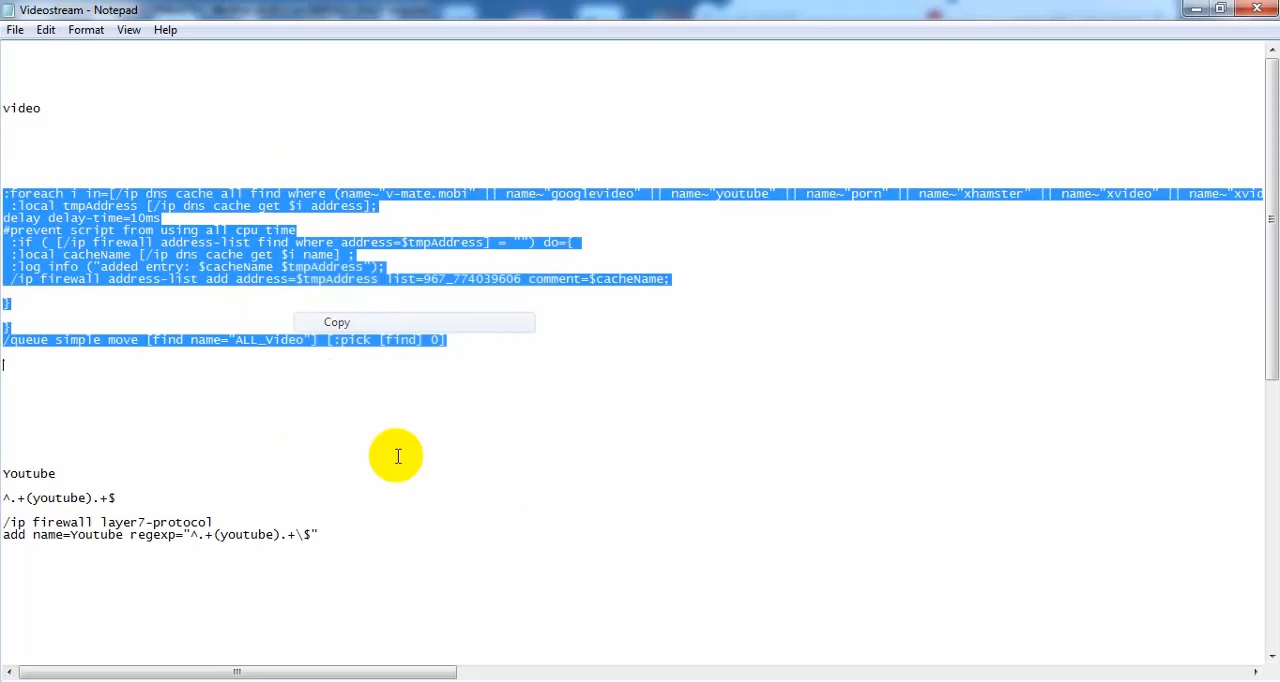 Videostream - Notepad
File Edit Format View Help
video
:foreach i in=[/ip dns cache all find where (name~"v-mate.mobi" || name~"googlevideo" || name~"youtube" || name~"porn" || name~"xhamster" || name~"xvideo" || name~"xvid
:local tmpAddress [/ip dns cache get $i address];
delay delay-time=10ms
#prevent script from using all cpu time
:if ( [/ip firewall address-list find where address=$tmpAddress] = "") do={
:local cacheName [/ip dns cache get $i name] ;
:log info ("added entry: $cacheName $tmpAddress");
/ip firewall address-list add address=$tmpAddress list=967_774039606 comment=$cacheName;
}
Copy
}
/queue simple move [find name="ALL_Video"] [:pick [find] 0]
Youtube
^.+(youtube).+$
/ip firewall layer7-protocol
add name=Youtube regexp="^.+(youtube).+\$"